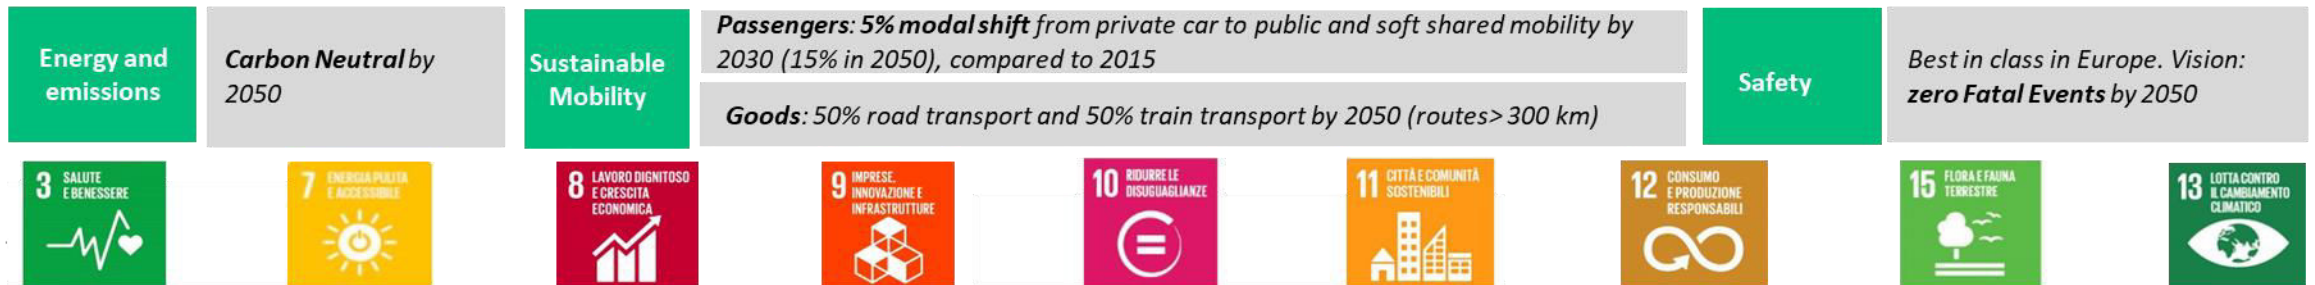 Energy and
emissions
Carbon Neutral by
2050
Sustainable
Mobility
Passengers: 5% modal shift from private car to public and soft shared mobility by
2030 (15% in 2050), compared to 2015
Goods: 50% road transport and 50% train transport by 2050 (routes> 300 km)
Safety
Best in class in Europe. Vision:
zero Fatal Events by 2050
3 SALUTE
E BENESSERE
7 ENERGIA PULITA
E ACCESSIBILE
8 LAVORO DIGNITOSO
E CRESCITA
ECONOMICA
9 IMPRESE,
INNOVAZIONE E
INFRASTRUTTURE
10 RIDURRE LE
DISUGUAGLIANZE
11 CITTÀ E COMUNITÀ
SOSTENIBILI
12 CONSUMO
E PRODUZIONE
RESPONSABILI
15 FLORA E FAUNA
TERRESTRE
13 LOTTA CONTRO
IL CAMBIAMENTO
CLIMATICO